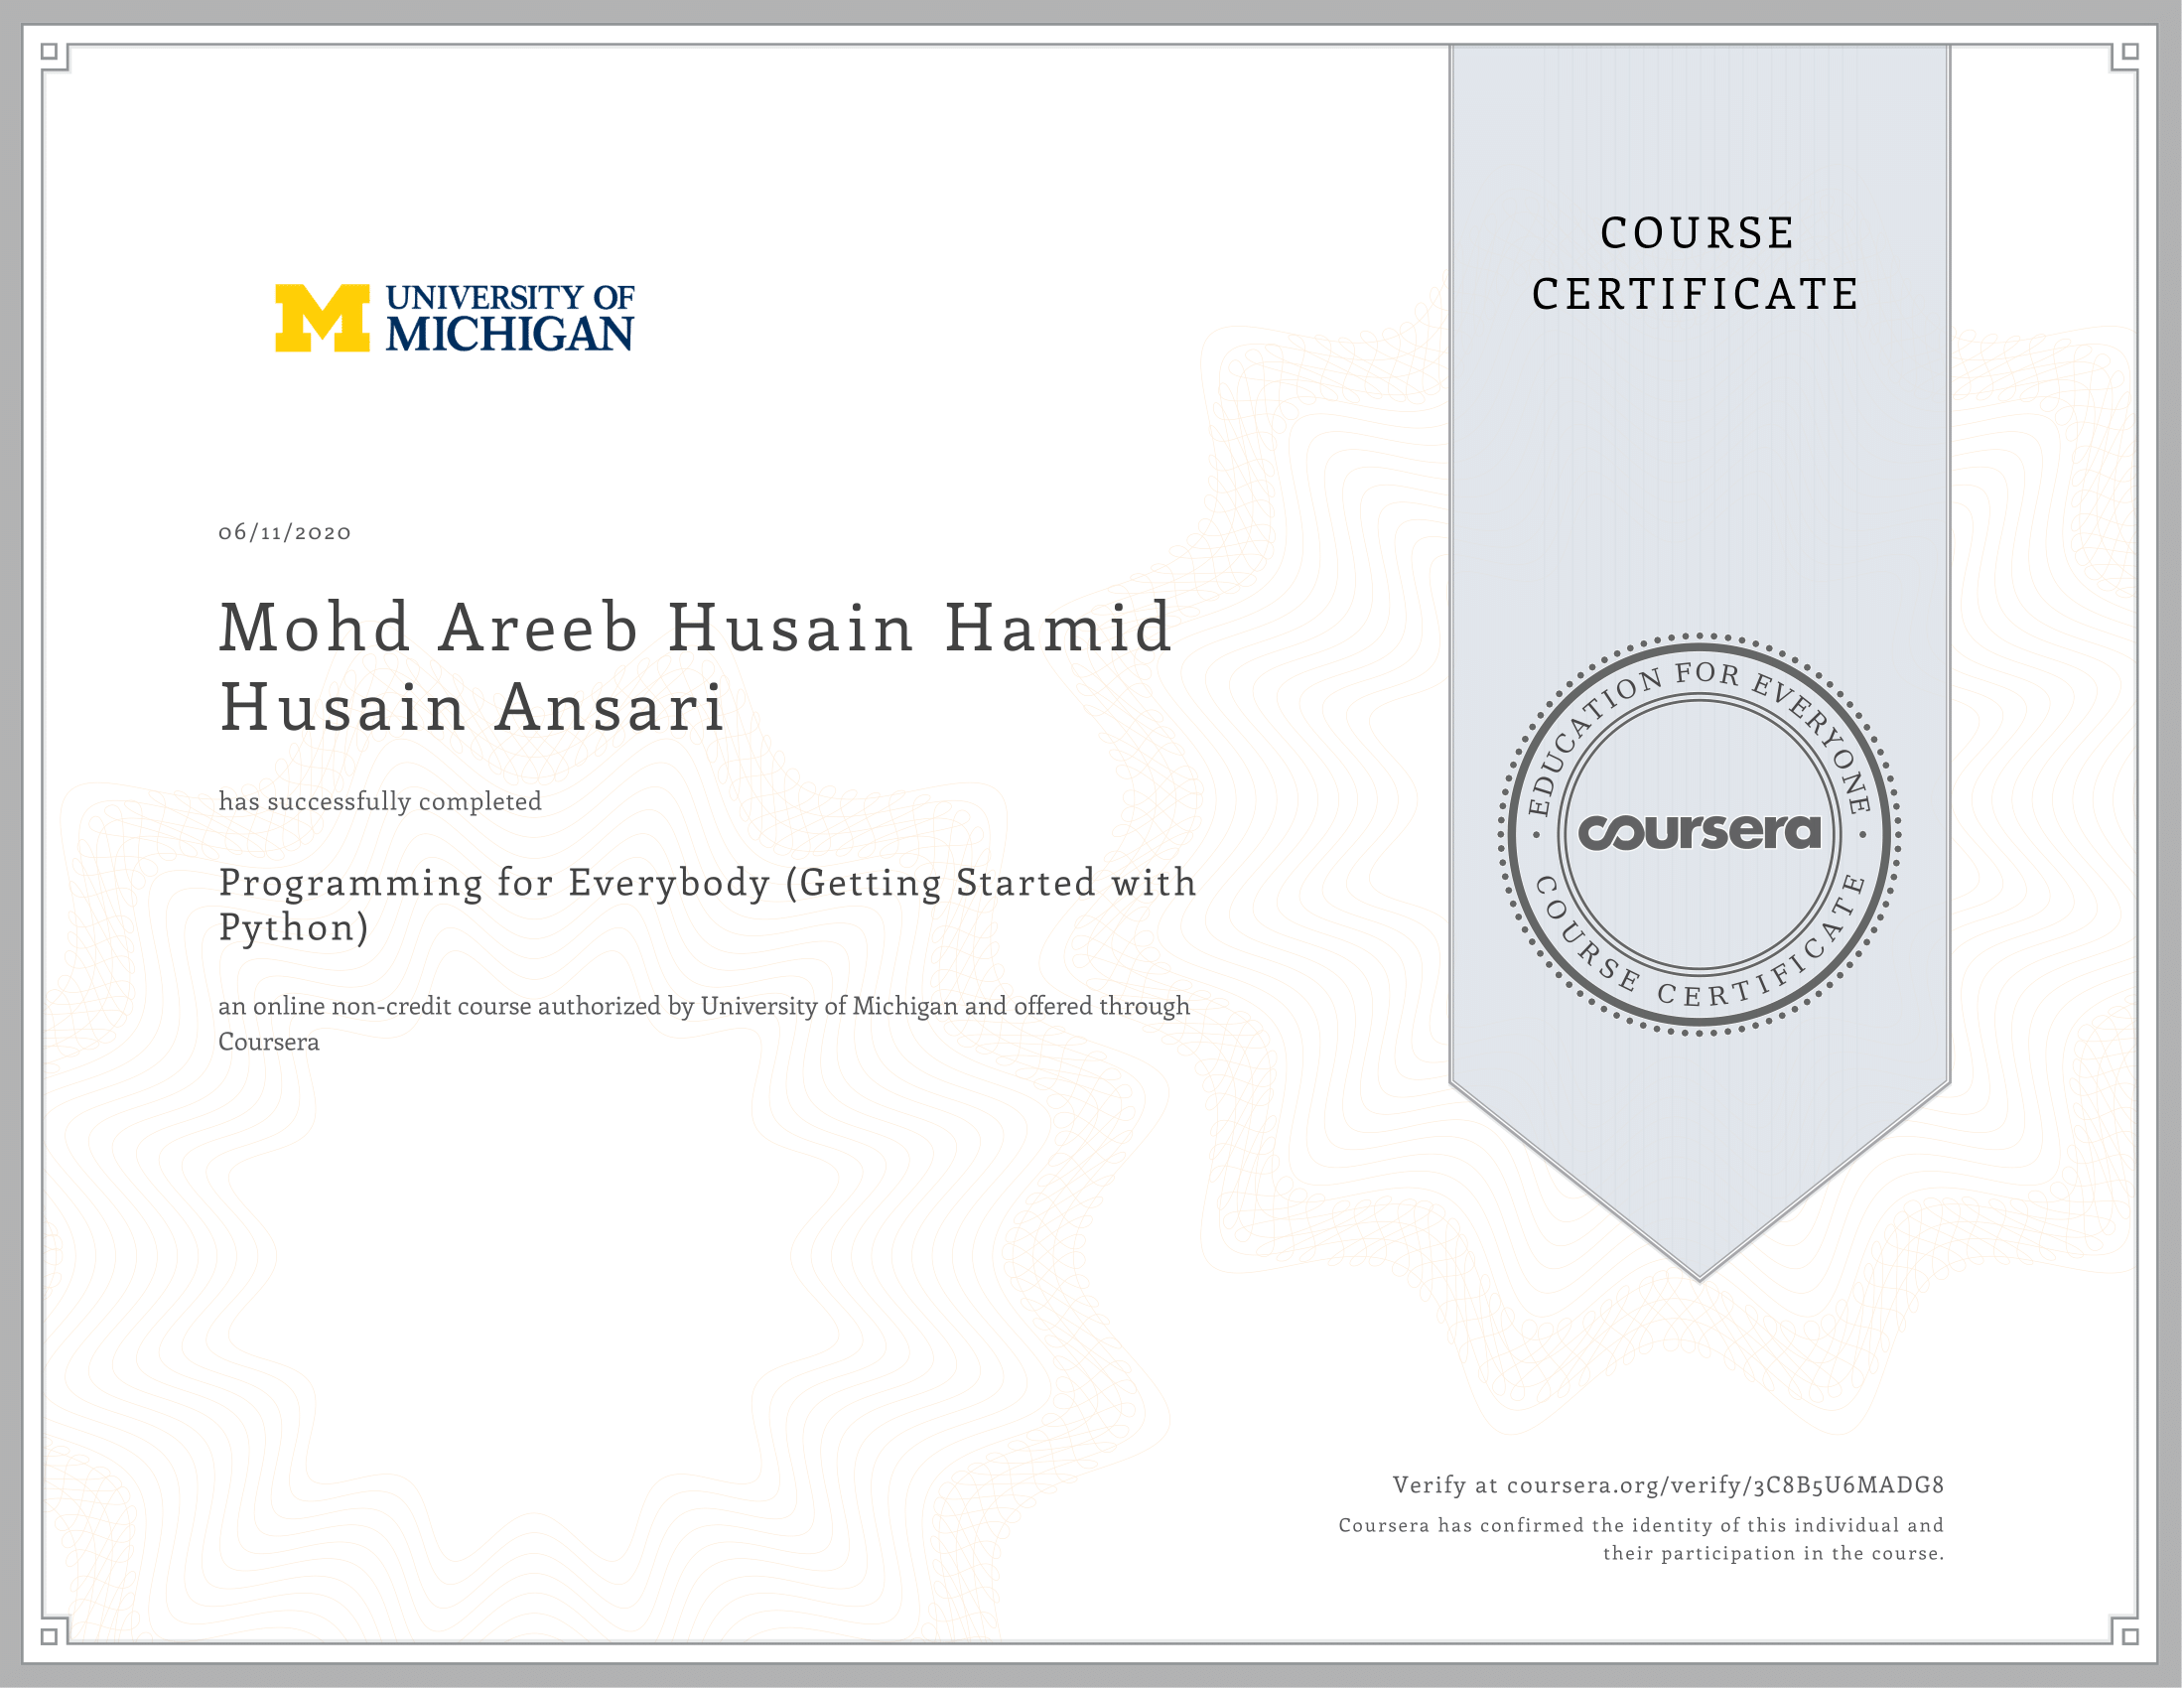 UNIVERSITY OF
MICHIGAN
COURSE
CERTIFICATE
06/11/2020
Mohd Areeb Husain Hamid
Husain Ansari
has successfully completed
Programming for Everybody (Getting Started with
Python)
an online non-credit course authorized by University of Michigan and offered through
Coursera
EDUCATION FOR EVERYONE
coursera
COURSE CERTIFICATE
Verify at coursera.org/verify/3C8B5U6MADG8
Coursera has confirmed the identity of this individual and
their participation in the course.